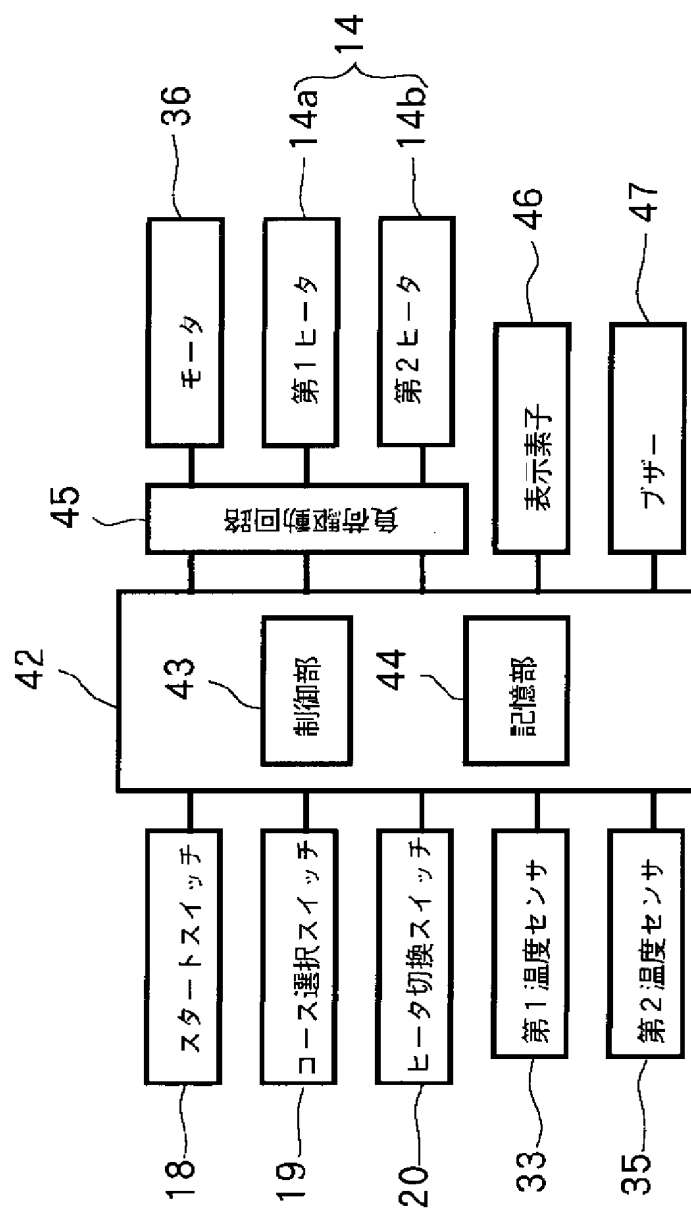 18
スタートスイッチ
19
コース選択スイッチ
20
ヒータ切換スイッチ
33
第1温度センサ
35
第2温度センサ
42
43
制御部
44
記憶部
45
負荷駆動回路
モータ
36
第1ヒータ
14a
第2ヒータ
14b
14
表示素子
46
ブザー
47